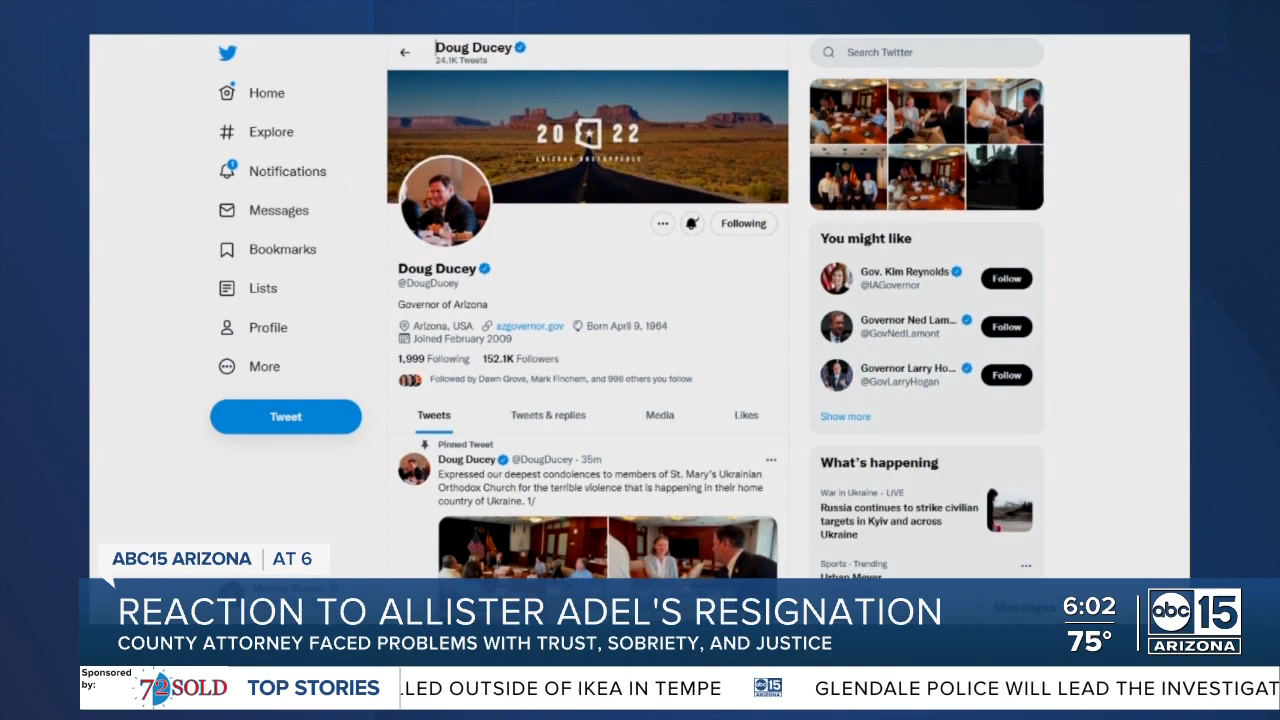 Doug Ducey
24.1K Tweets
Search Twitter
Home
Explore
Notifications
1
Messages
Bookmarks
Lists
Profile
More
Tweet
20 22
ARIZONA UNSTOPPABLE
Following
Doug Ducey
@DougDucey
Governor of Arizona
Arizona, USA azgovernor.gov Born April 9, 1964
Joined February 2009
1,999 Following 152.1K Followers
Followed by Dawn Grove, Mark Finchem, and 998 others you follow
Tweets Tweets & replies Media Likes
Pinned Tweet
Doug Ducey @DougDucey · 35m
Expressed our deepest condolences to members of St. Mary's Ukrainian
Orthodox Church for the terrible violence that is happening in their home
country of Ukraine. 1/
You might like
Gov. Kim Reynolds
@IAGovernor
Follow
Governor Ned Lam...
@GovNedLamont
Follow
Governor Larry Ho...
@GovLarryHogan
Follow
Show more
What's happening
War in Ukraine · LIVE
Russia continues to strike civilian
targets in Kyiv and across
Ukraine
Sports · Trending
Urban Meyer
Messages
ABC15 ARIZONA | AT 6
REACTION TO ALLISTER ADEL'S RESIGNATION
COUNTY ATTORNEY FACED PROBLEMS WITH TRUST, SOBRIETY, AND JUSTICE
6:02
75°
abc 15
ARIZONA
Sponsored
by:
72SOLD
TOP STORIES
LLED OUTSIDE OF IKEA IN TEMPE abc 15 ARIZONA GLENDALE POLICE WILL LEAD THE INVESTIGAT